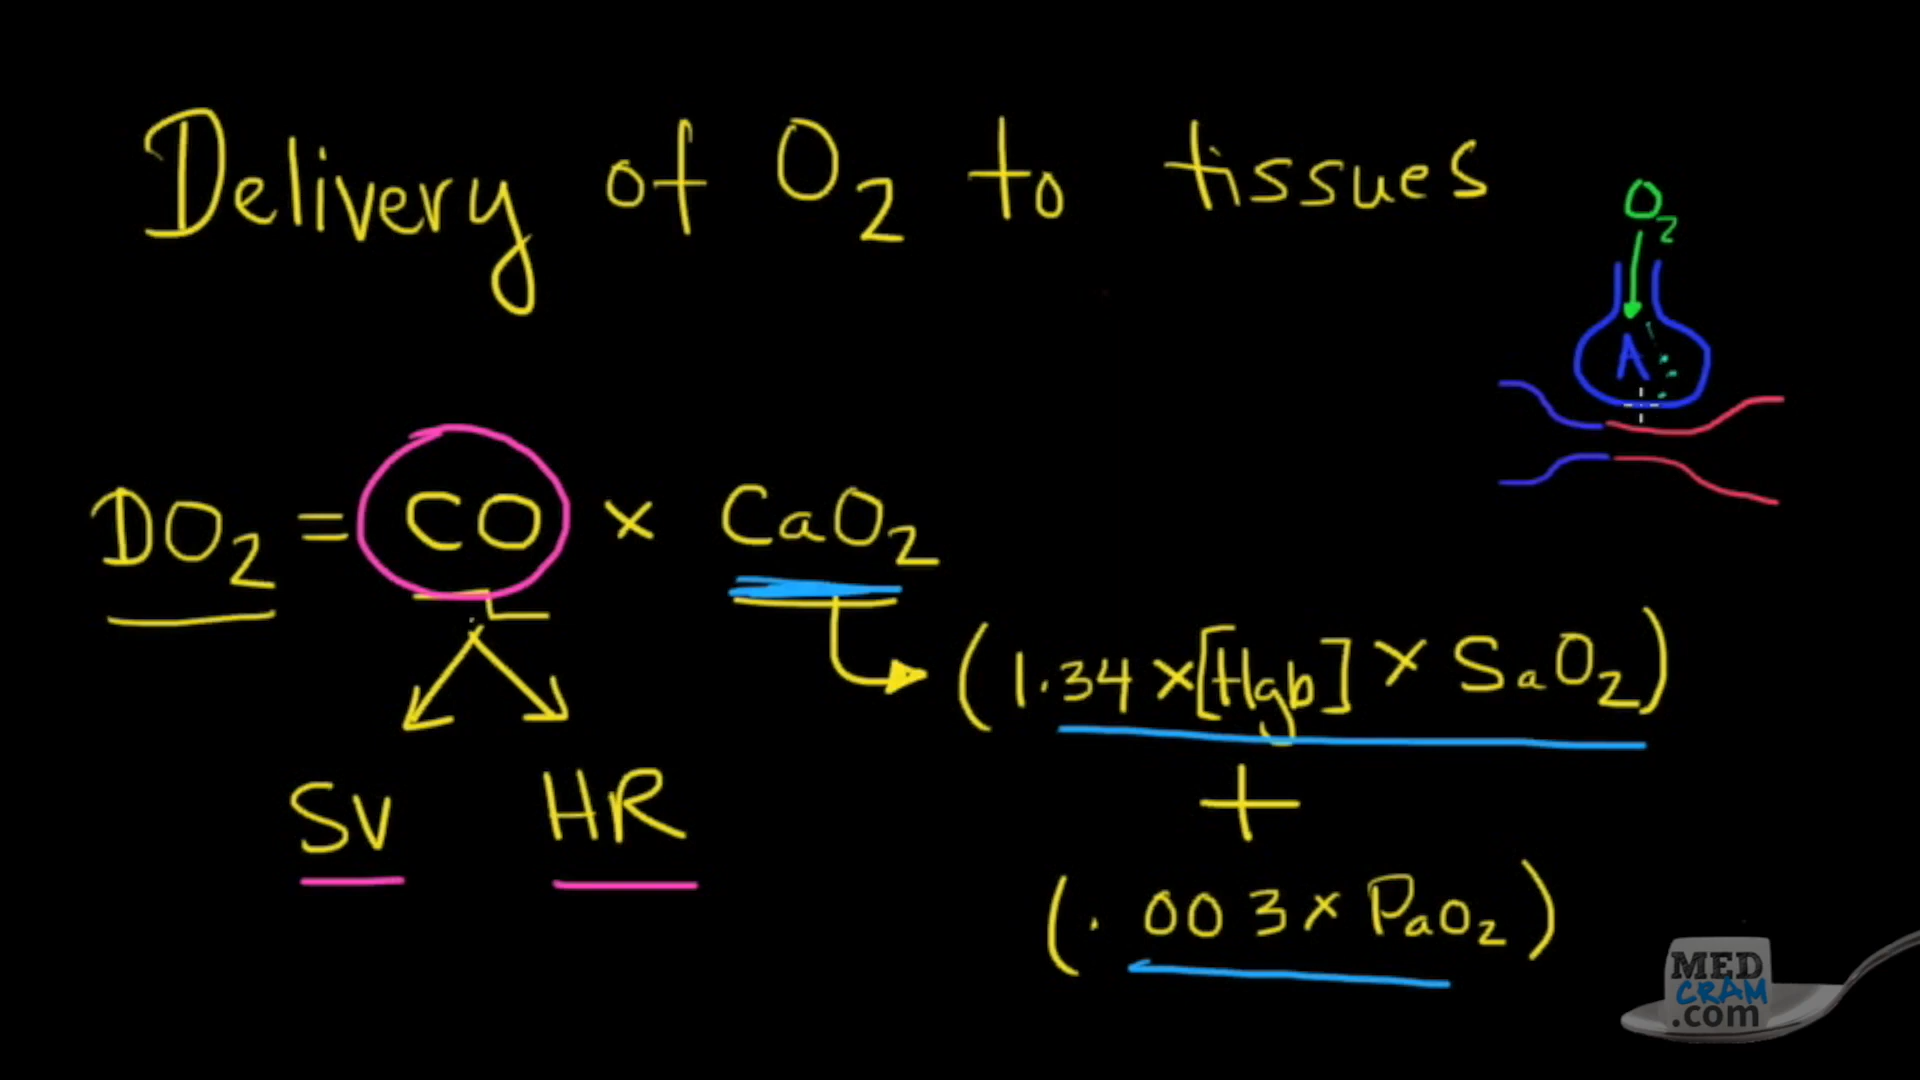 Delivery of O₂ to tissues
O₂
A
DO₂ = CO × CaO₂
(1.34 ×[Hgb] × SaO₂)
+
SV HR
(.003 × PaO₂)
MED
CRAM
.com